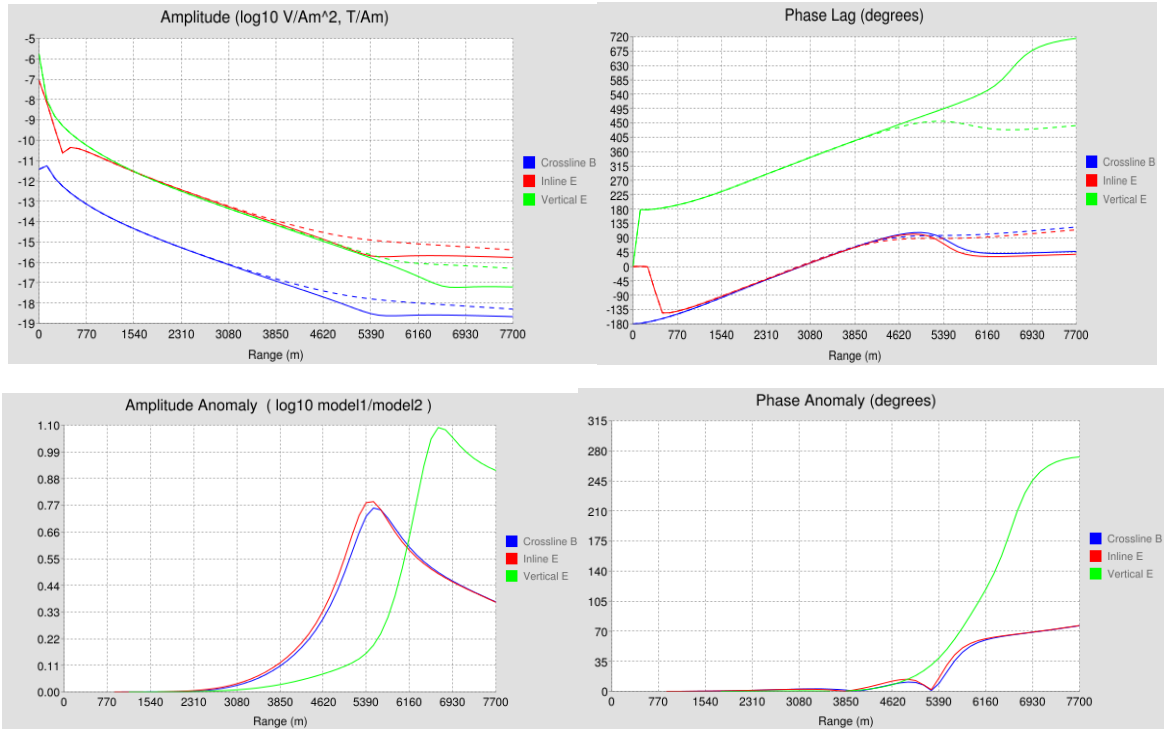 Amplitude (log10 V/Am^2, T/Am)
-5
-6
-7
-8
-9
-10
-11
-12
-13
-14
-15
-16
-17
-18
-19
0 770 1540 2310 3080 3850 4620 5390 6160 6930 7700
Range (m)
Crossline B
Inline E
Vertical E
Phase Lag (degrees)
720
675
630
585
540
495
450
405
360
315
270
225
180
135
90
45
0
-45
-90
-135
-180
0 770 1540 2310 3080 3850 4620 5390 6160 6930 7700
Range (m)
Crossline B
Inline E
Vertical E
Amplitude Anomaly ( log10 model1/model2 )
1.10
0.99
0.88
0.77
0.66
0.55
0.44
0.33
0.22
0.11
0.00
0 770 1540 2310 3080 3850 4620 5390 6160 6930 7700
Range (m)
Crossline B
Inline E
Vertical E
Phase Anomaly (degrees)
315
280
245
210
175
140
105
70
35
0
0 770 1540 2310 3080 3850 4620 5390 6160 6930 7700
Range (m)
Crossline B
Inline E
Vertical E